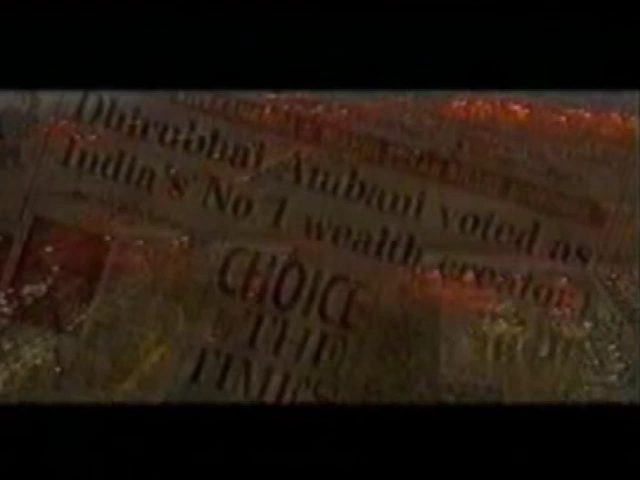 Dhirubhai Ambani voted as
India's No 1 wealth creator
CHOICE
THE
TIMES